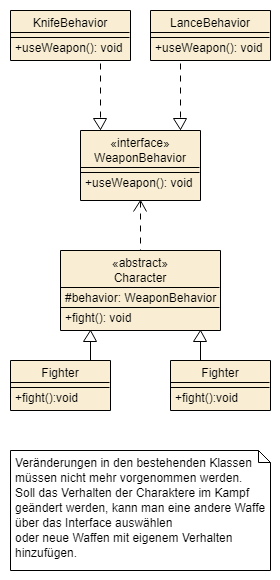 KnifeBehavior
+useWeapon(): void
LanceBehavior
+useWeapon(): void
«interface»
WeaponBehavior
+useWeapon(): void
«abstract»
Character
#behavior: WeaponBehavior
+fight(): void
Fighter
+fight():void
Fighter
+fight():void
Veränderungen in den bestehenden Klassen
müssen nicht mehr vorgenommen werden.
Soll das Verhalten der Charaktere im Kampf
geändert werden, kann man eine andere Waffe
über das Interface auswählen
oder neue Waffen mit eigenem Verhalten
hinzufügen.